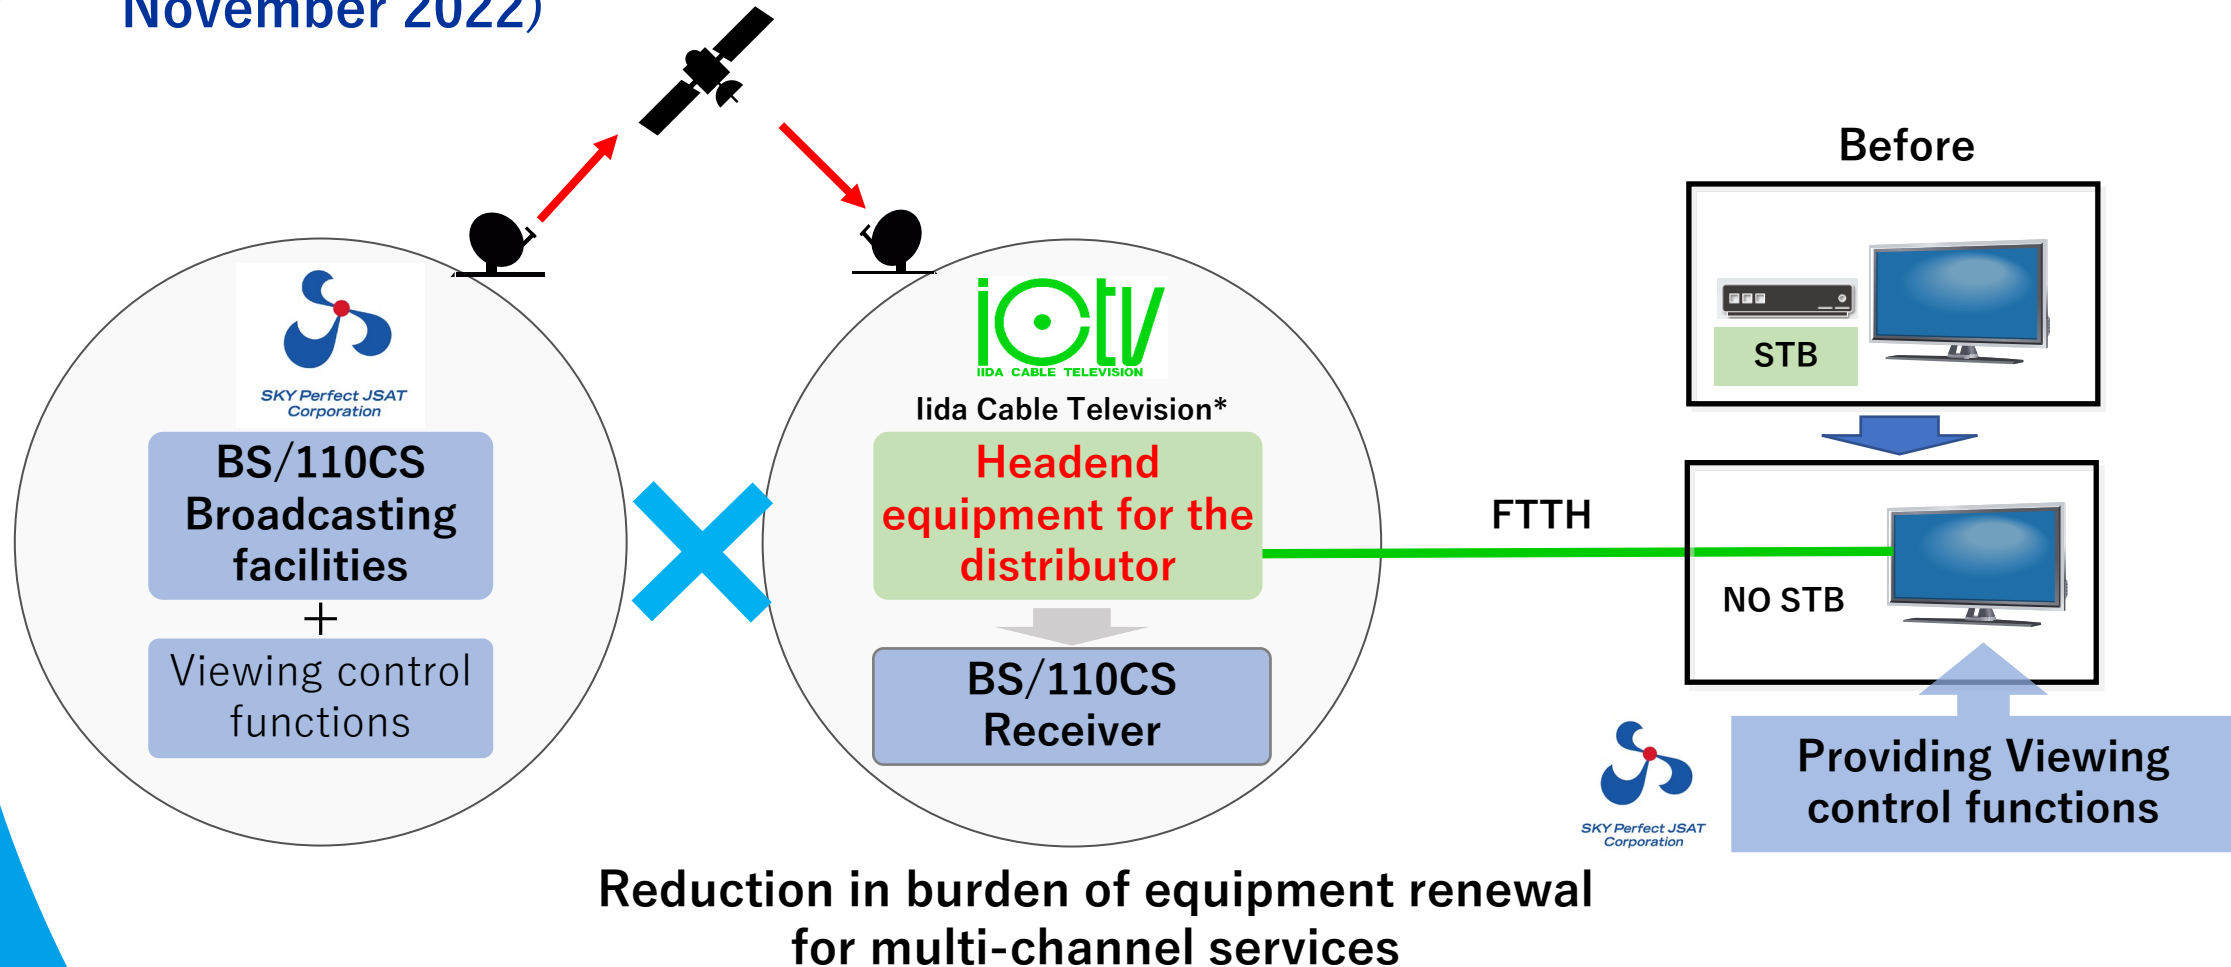 November 2022)
Before
SKY Perfect JSAT
Corporation
BS/110CS
Broadcasting
facilities
+
Viewing control
functions
ictv
IIDA CABLE TELEVISION
Iida Cable Television*
Headend
equipment for the
distributor
BS/110CS
Receiver
FTTH
STB
NO STB
SKY Perfect JSAT
Corporation
Providing Viewing
control functions
Reduction in burden of equipment renewal
for multi-channel services